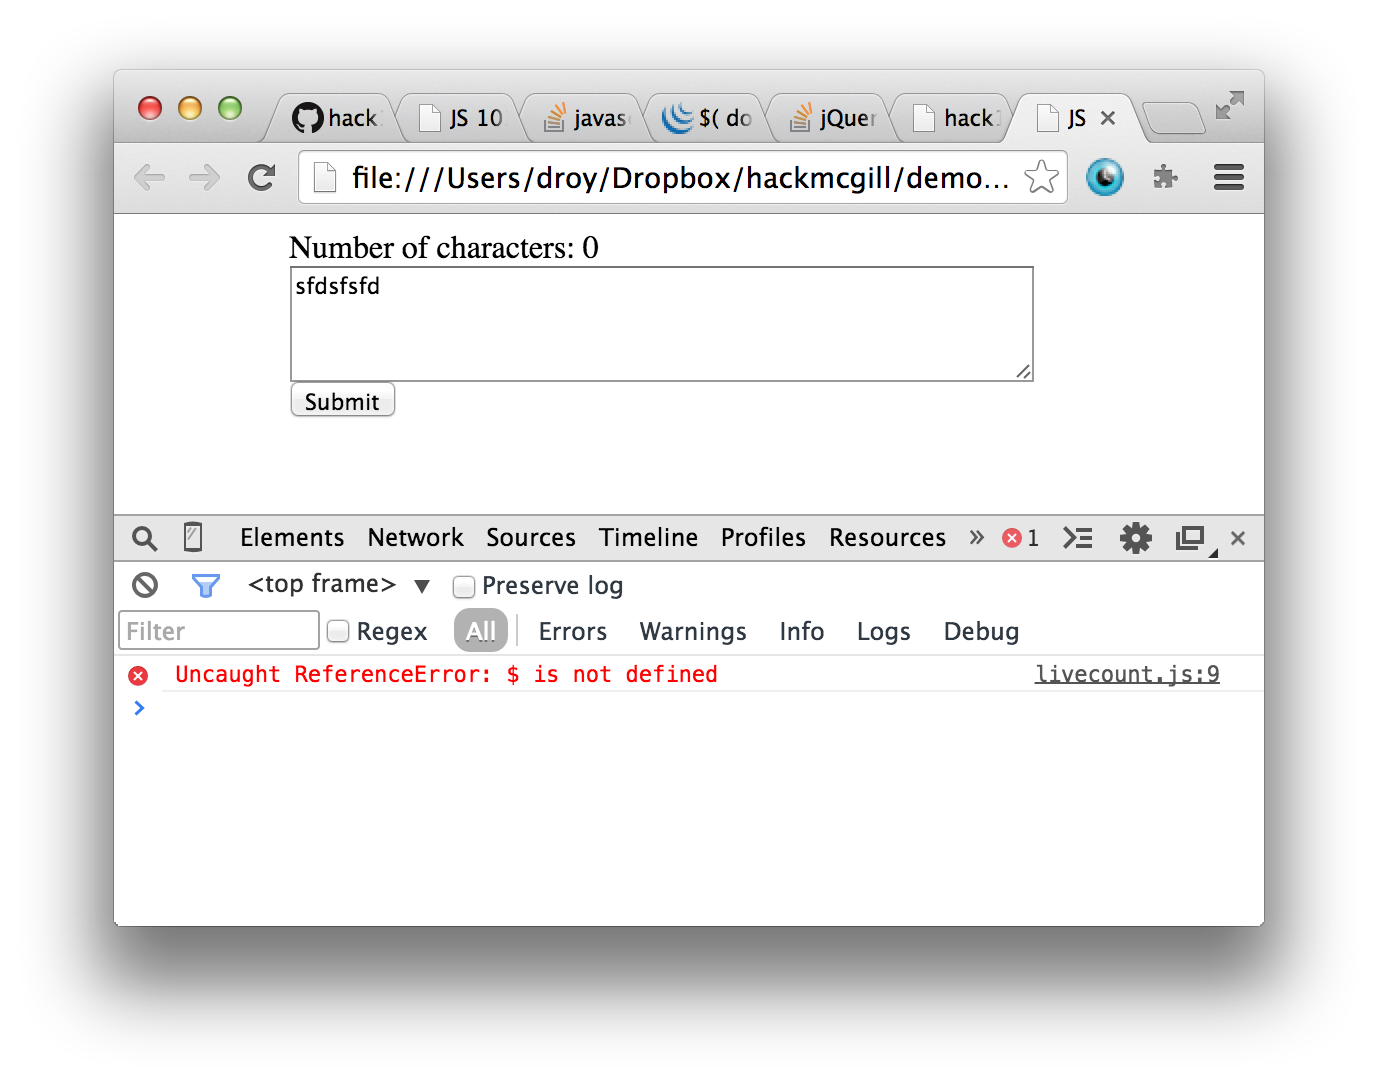 hack JS 10 javas $( do jQuer hack JS
file:///Users/droy/Dropbox/hackmcgill/demo...
Number of characters: 0
sfdsfsfd
Submit
Elements Network Sources Timeline Profiles Resources » 1
<top frame> ▼ Preserve log
Filter Regex All Errors Warnings Info Logs Debug
Uncaught ReferenceError: $ is not defined livecount.js:9
>